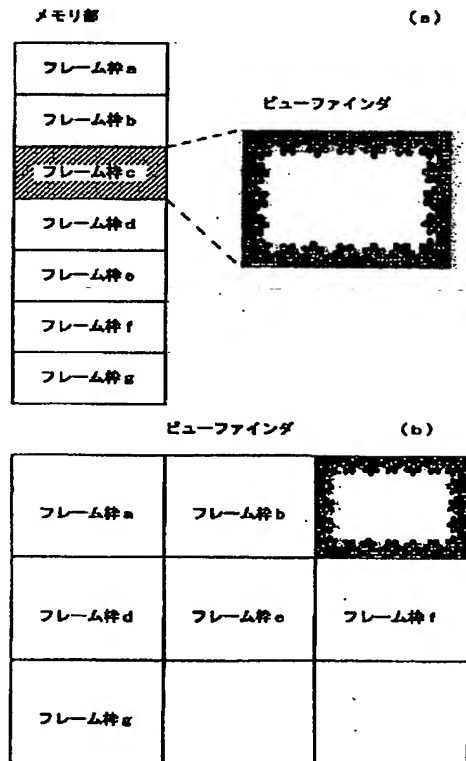 メモリ部 (a)
フレーム枠a
フレーム枠b
ビューファインダ
フレーム枠c
フレーム枠d
フレーム枠e
フレーム枠f
フレーム枠g
ビューファインダ (b)
フレーム枠a フレーム枠b
フレーム枠d フレーム枠e フレーム枠f
フレーム枠g